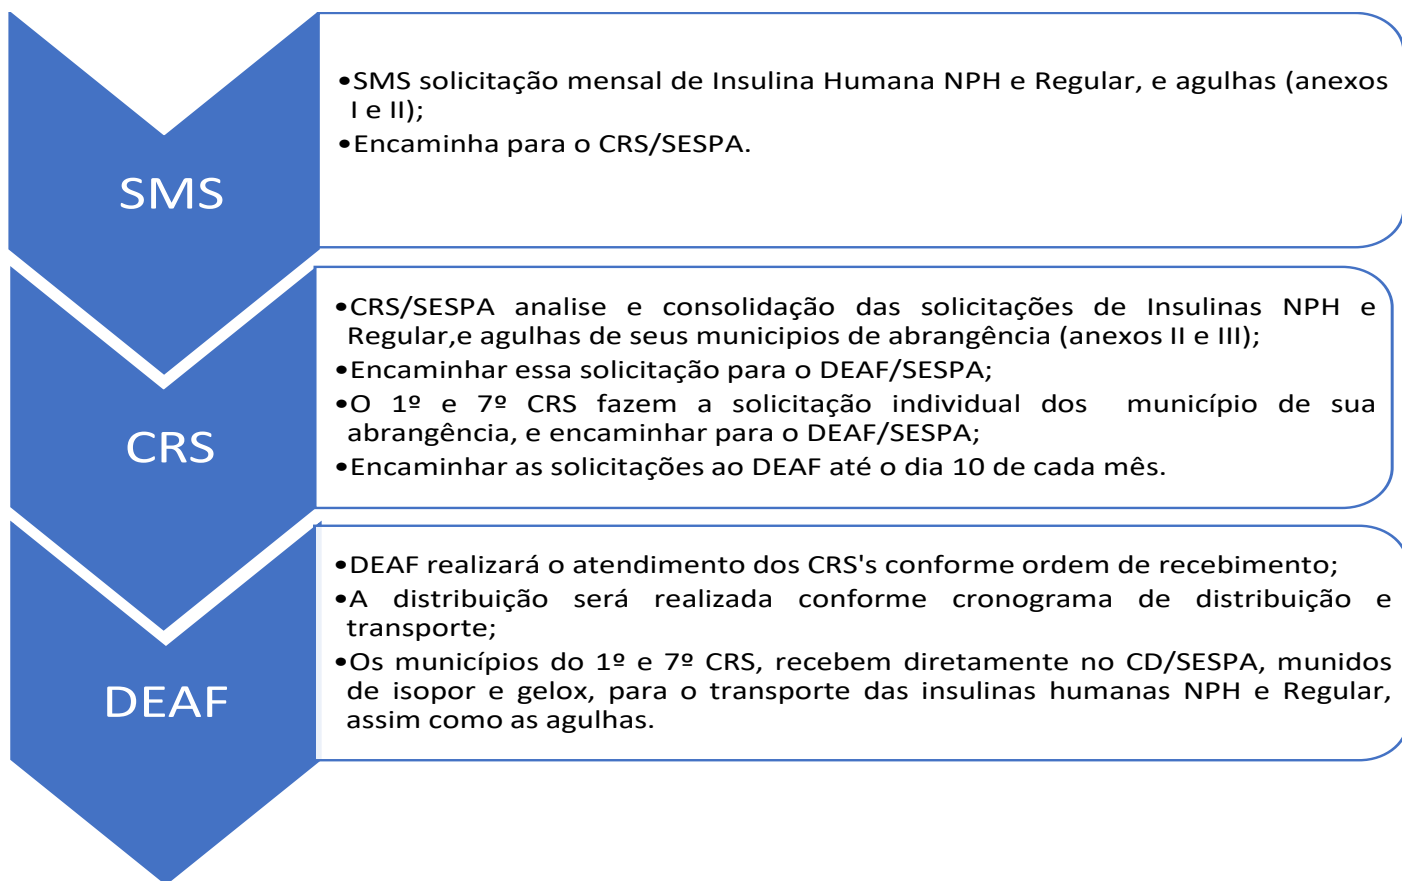 SMS
•SMS solicitação mensal de Insulina Humana NPH e Regular, e agulhas (anexos
I e II);
•Encaminha para o CRS/SESPA.
CRS
•CRS/SESPA analise e consolidação das solicitações de Insulinas NPH e
Regular,e agulhas de seus municipios de abrangência (anexos II e III);
•Encaminhar essa solicitação para o DEAF/SESPA;
•O 1º e 7º CRS fazem a solicitação individual dos município de sua
abrangência, e encaminhar para o DEAF/SESPA;
•Encaminhar as solicitações ao DEAF até o dia 10 de cada mês.
DEAF
•DEAF realizará o atendimento dos CRS's conforme ordem de recebimento;
•A distribuição será realizada conforme cronograma de distribuição e
transporte;
•Os municípios do 1º e 7º CRS, recebem diretamente no CD/SESPA, munidos
de isopor e gelox, para o transporte das insulinas humanas NPH e Regular,
assim como as agulhas.